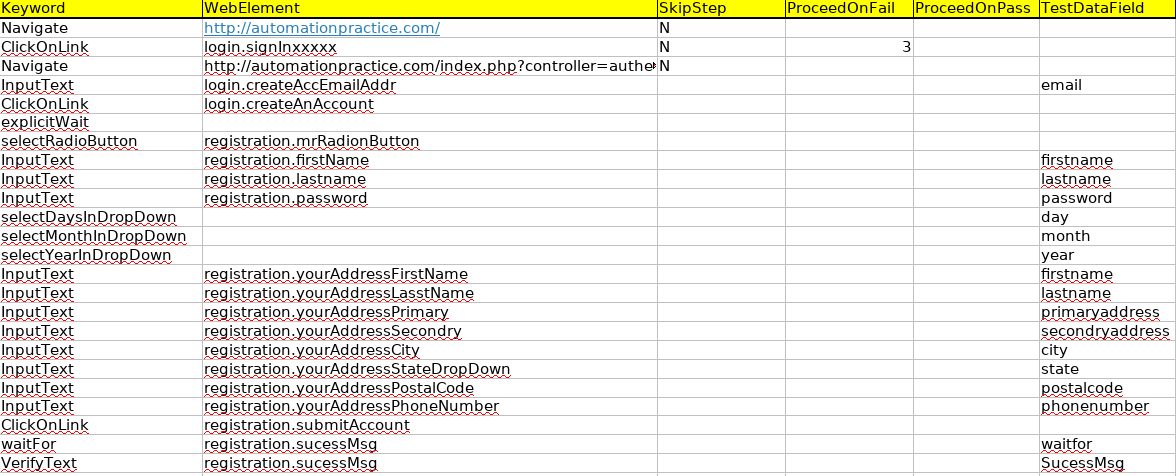 Keyword WebElement SkipStep ProceedOnFail ProceedOnPass TestDataField
Navigate http://automationpractice.com/ N
ClickOnLink login.signInxxxxx N 3
Navigate http://automationpractice.com/index.php?controller=authe N
InputText login.createAccEmailAddr email
ClickOnLink login.createAnAccount
explicitWait
selectRadioButton registration.mrRadionButton
InputText registration.firstName firstname
InputText registration.lastname lastname
InputText registration.password password
selectDaysInDropDown day
selectMonthInDropDown month
selectYearInDropDown year
InputText registration.yourAddressFirstName firstname
InputText registration.yourAddressLasstName lastname
InputText registration.yourAddressPrimary primaryaddress
InputText registration.yourAddressSecondry secondryaddress
InputText registration.yourAddressCity city
InputText registration.yourAddressStateDropDown state
InputText registration.yourAddressPostalCode postalcode
InputText registration.yourAddressPhoneNumber phonenumber
ClickOnLink registration.submitAccount
waitFor registration.sucessMsg waitfor
VerifyText registration.sucessMsg SucessMsg